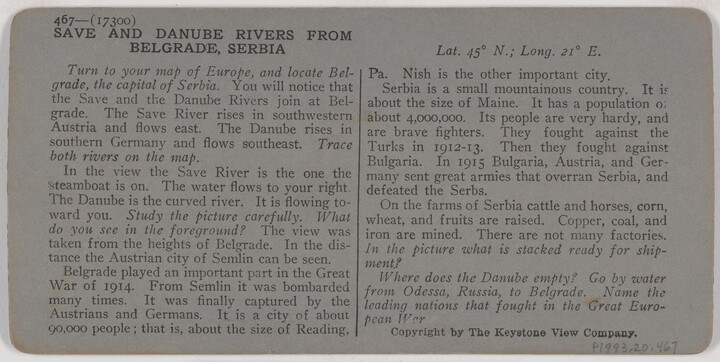 467—(17300)
SAVE AND DANUBE RIVERS FROM
BELGRADE, SERBIA
Turn to your map of Europe, and locate Bel-
grade, the capital of Serbia. You will notice that
the Save and the Danube Rivers join at Bel-
grade. The Save River rises in southwestern
Austria and flows east. The Danube rises in
southern Germany and flows southeast. Trace
both rivers on the map.
In the view the Save River is the one the
steamboat is on. The water flows to your right.
The Danube is the curved river. It is flowing to-
ward you. Study the picture carefully. What
do you see in the foreground? The view was
taken from the heights of Belgrade. In the dis-
tance the Austrian city of Semlin can be seen.
Belgrade played an important part in the Great
War of 1914. From Semlin it was bombarded
many times. It was finally captured by the
Austrians and Germans. It is a city of about
90,000 people; that is, about the size of Reading,
Lat. 45° N.; Long. 21° E.
Pa. Nish is the other important city.
Serbia is a small mountainous country. It is
about the size of Maine. It has a population of
about 4,000,000. Its people are very hardy, and
are brave fighters. They fought against the
Turks in 1912-13. Then they fought against
Bulgaria. In 1915 Bulgaria, Austria, and Ger-
many sent great armies that overran Serbia, and
defeated the Serbs.
On the farms of Serbia cattle and horses, corn,
wheat, and fruits are raised. Copper, coal, and
iron are mined. There are not many factories.
In the picture what is stacked ready for ship-
ment?
Where does the Danube empty? Go by water
from Odessa, Russia, to Belgrade. Name the
leading nations that fought in the Great Euro-
pean War
Copyright by The Keystone View Company.
P1993.20.467